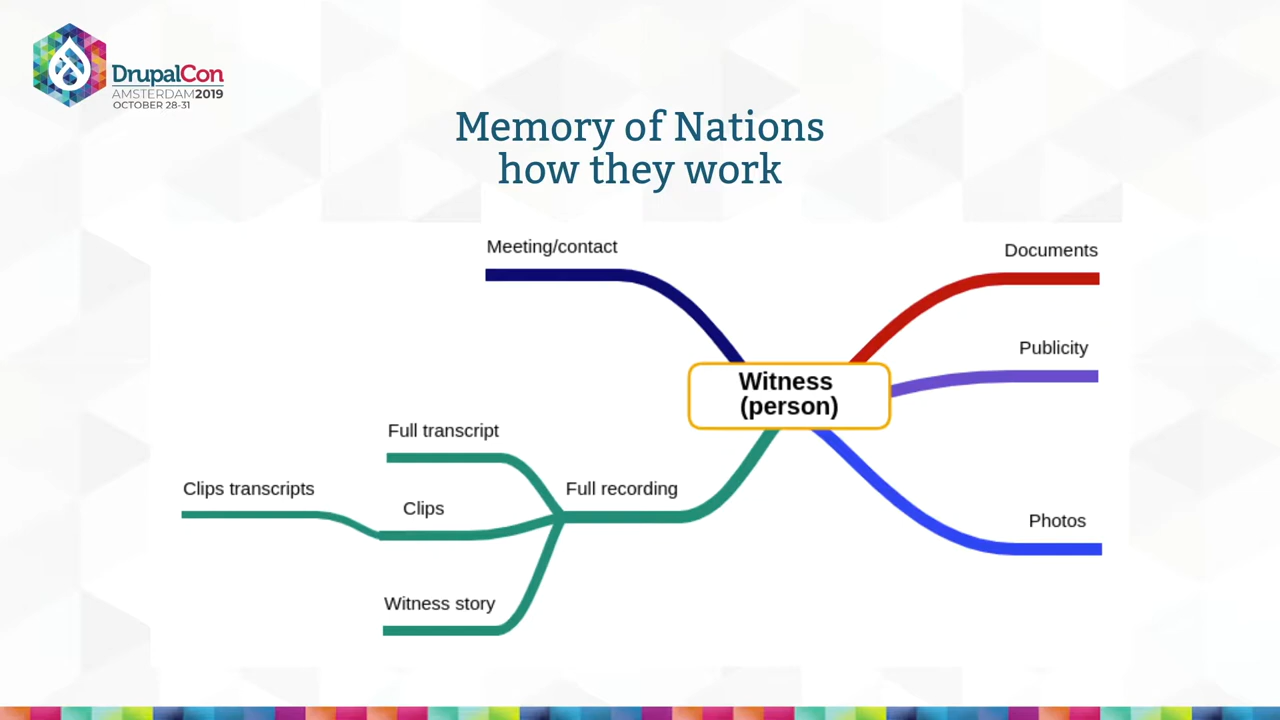 DrupalCon
AMSTERDAM2019
OCTOBER 28-31
Memory of Nations
how they work
Meeting/contact
Documents
Publicity
Witness
(person)
Full transcript
Clips transcripts
Full recording
Clips
Photos
Witness story